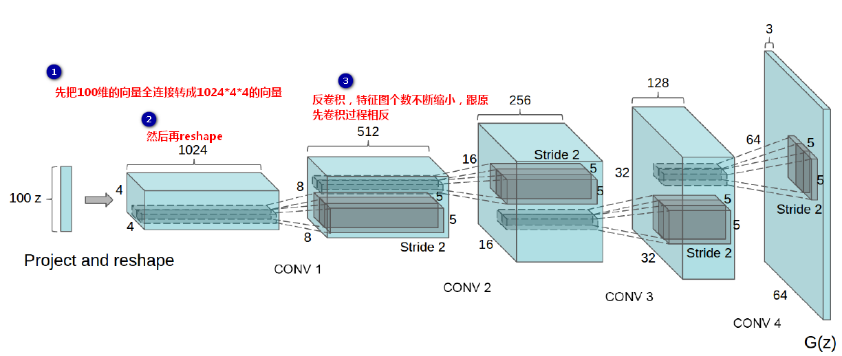 1
先把100维的向量全连接转成1024*4*4的向量
2
然后再reshape
3
反卷积，特征图个数不断缩小，跟原
先卷积过程相反
100 z
Project and reshape
1024
4
4
CONV 1
512
8
8
5
5
Stride 2
CONV 2
256
16
16
Stride 2
5
5
CONV 3
128
32
32
5
5
Stride 2
CONV 4
3
64
64
5
5
Stride 2
G(z)